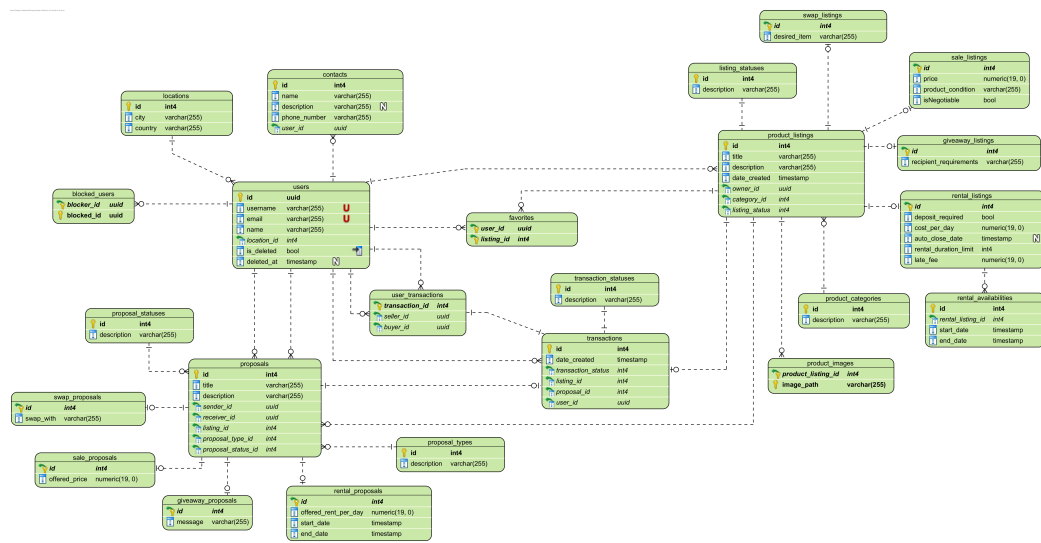 swap_listings
id int4
desired_item varchar(255)
listing_statuses
id int4
description varchar(255)
sale_listings
id int4
price numeric(19, 0)
product_condition varchar(255)
isNegotiable bool
contacts
id int4
name varchar(255)
description varchar(255) N
phone_number varchar(255)
user_id uuid
locations
id int4
city varchar(255)
country varchar(255)
product_listings
id int4
title varchar(255)
description varchar(255)
date_created timestamp
owner_id uuid
category_id int4
listing_status int4
giveaway_listings
id int4
recipient_requirements varchar(255)
blocked_users
blocker_id uuid
blocked_id uuid
users
id uuid
username varchar(255) U
email varchar(255) U
name varchar(255)
location_id int4
is_deleted bool
deleted_at timestamp N
favorites
user_id uuid
listing_id int4
rental_listings
id int4
deposit_required bool
cost_per_day numeric(19, 0)
auto_close_date timestamp N
rental_duration_limit int4
late_fee numeric(19, 0)
user_transactions
transaction_id int4
seller_id uuid
buyer_id uuid
transaction_statuses
id int4
description varchar(255)
product_categories
id int4
description varchar(255)
rental_availabilities
id int4
rental_listing_id int4
start_date timestamp
end_date timestamp
proposal_statuses
id int4
description varchar(255)
transactions
id int4
date_created timestamp
transaction_status int4
listing_id int4
proposal_id int4
user_id uuid
product_images
product_listing_id int4
image_path varchar(255)
proposals
id int4
title varchar(255)
description varchar(255)
sender_id uuid
receiver_id uuid
listing_id int4
proposal_type_id int4
proposal_status_id int4
swap_proposals
id int4
swap_with varchar(255)
proposal_types
id int4
description varchar(255)
sale_proposals
id int4
offered_price numeric(19, 0)
giveaway_proposals
id int4
message varchar(255)
rental_proposals
id int4
offered_rent_per_day numeric(19, 0)
start_date timestamp
end_date timestamp